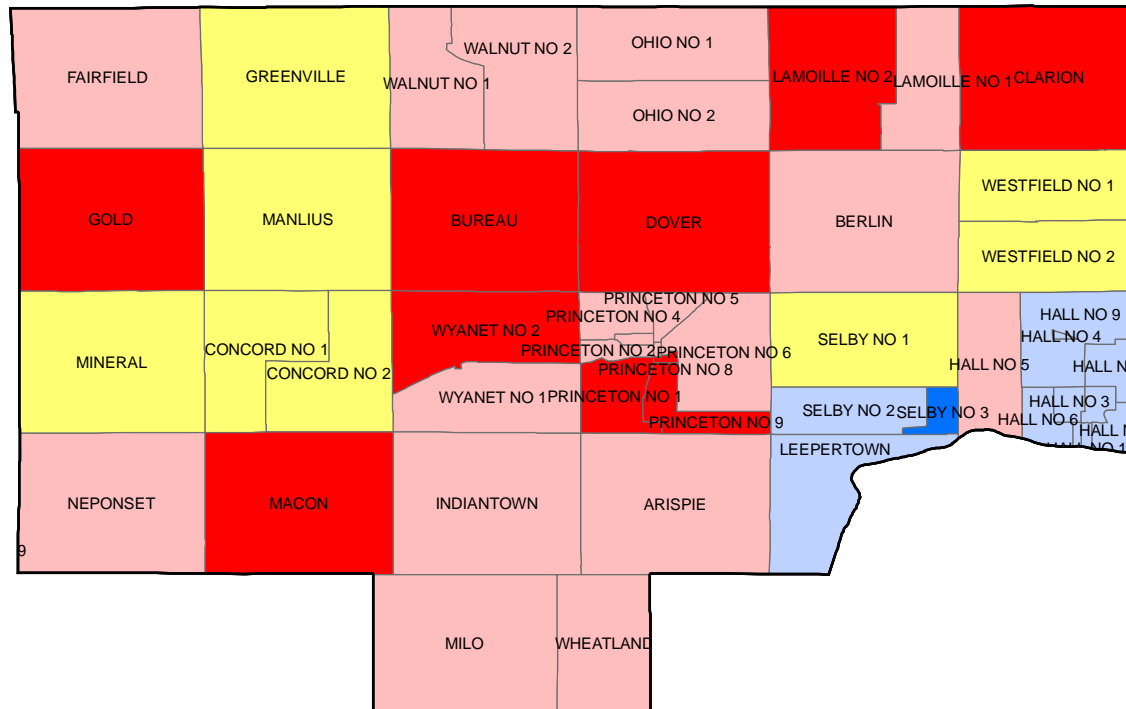 FAIRFIELD
GREENVILLE
WALNUT NO 1
WALNUT NO 2
OHIO NO 1
OHIO NO 2
LAMOILLE NO 2
LAMOILLE NO 1
CLARION
GOLD
MANLIUS
BUREAU
DOVER
BERLIN
WESTFIELD NO 1
WESTFIELD NO 2
MINERAL
CONCORD NO 1
CONCORD NO 2
WYANET NO 2
WYANET NO 1
PRINCETON NO 5
PRINCETON NO 4
PRINCETON NO 2
PRINCETON NO 6
PRINCETON NO 8
PRINCETON NO 1
PRINCETON NO 9
SELBY NO 1
SELBY NO 2
SELBY NO 3
LEEPERTOWN
HALL NO 5
HALL NO 9
HALL NO 4
HALL N
HALL NO 3
HALL NO 6
HALL N
NO 1
NEPONSET
MACON
INDIANTOWN
ARISPIE
9
MILO
WHEATLAND